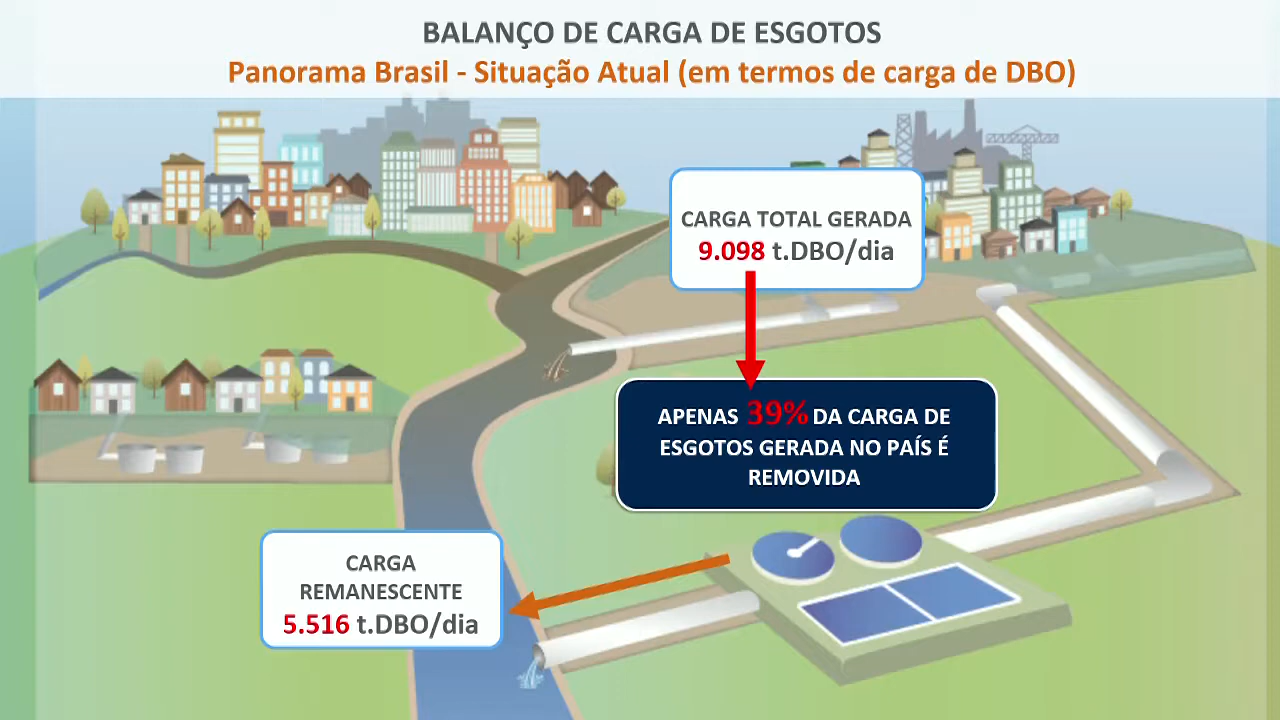 BALANÇO DE CARGA DE ESGOTOS
Panorama Brasil - Situação Atual (em termos de carga de DBO)
CARGA TOTAL GERADA
9.098 t.DBO/dia
APENAS 39% DA CARGA DE
ESGOTOS GERADA NO PAÍS É
REMOVIDA
CARGA
REMANESCENTE
5.516 t.DBO/dia